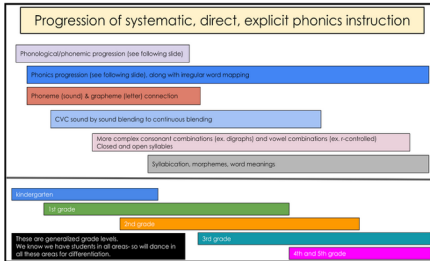 Progression of systematic, direct, explicit phonics instruction
Phonological/phonemic progression (see following slide)
Phonics progression (see following slide), along with irregular word mapping
Phoneme (sound) & grapheme (letter) connection
CVC sound by sound blending to continuous blending
More complex consonant combinations (ex. digraphs) and vowel combinations (ex. r-controlled)
Closed and open syllables
Syllabication, morphemes, word meanings
kindergarten
1st grade
2nd grade
These are generalized grade levels.
We know we have students in all areas- so will dance in
all these areas for differentiation.
3rd grade
4th and 5th grade